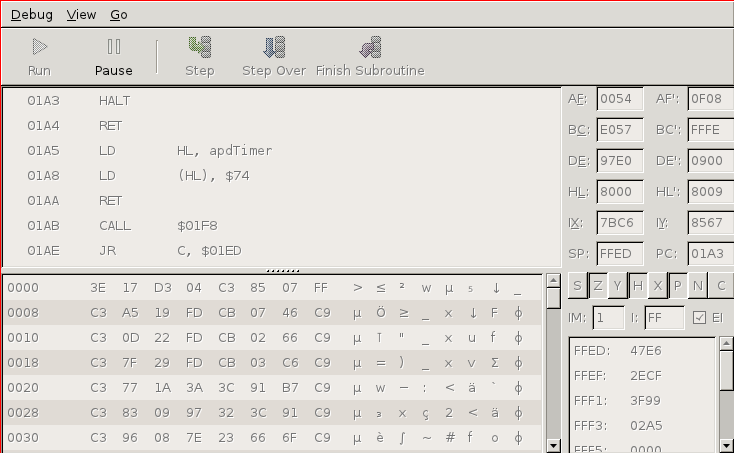 Debug View Go
Run Pause Step Step Over Finish Subroutine
01A3 HALT
01A4 RET
01A5 LD HL, apdTimer
01A8 LD (HL), $74
01AA RET
01AB CALL $01F8
01AE JR C, $01ED
AF: 0054 AF': 0F08
BC: E057 BC': FFFE
DE: 97E0 DE': 0900
HL: 8000 HL': 8009
IX: 7BC6 IY: 8567
SP: FFED PC: 01A3
S Z Y H X P N C
IM: 1 I: FF EI
0000 3E 17 D3 04 C3 85 07 FF > ≤ ² w µ ₅ ↓ _
0008 C3 A5 19 FD CB 07 46 C9 µ Ö ≥ _ x ↓ F ϕ
0010 C3 0D 22 FD CB 02 66 C9 µ ī " _ x u f ϕ
0018 C3 7F 29 FD CB 03 C6 C9 µ = ) _ x v Σ ϕ
0020 C3 77 1A 3A 3C 91 B7 C9 µ w − : < ä ` ϕ
0028 C3 83 09 97 32 3C 91 C9 µ ₃ x ç 2 < ä ϕ
0030 C3 96 08 7E 23 66 6F C9 µ è ∫ ~ # f o ϕ
FFED: 47E6
FFEF: 2ECF
FFF1: 3F99
FFF3: 02A5
FFF5: 0000